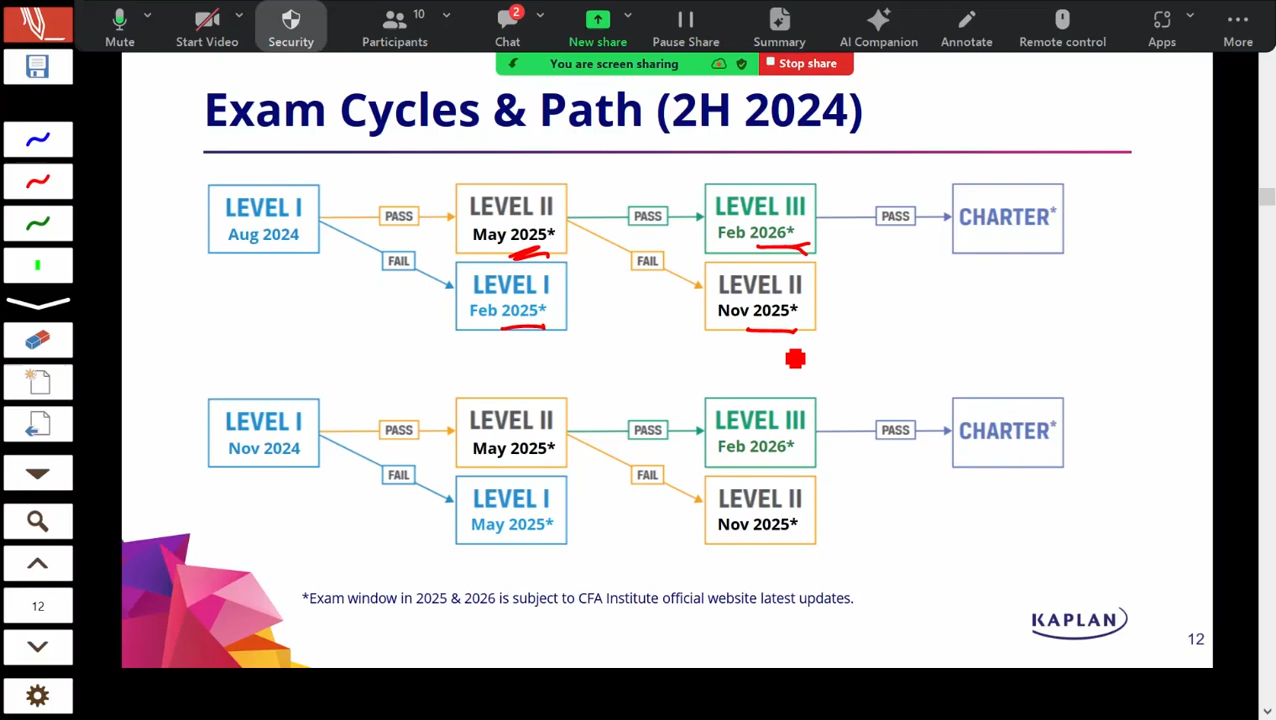 Mute
Start Video
Security
Participants
10
Chat
2
New share
Pause Share
Summary
AI Companion
Annotate
Remote control
Apps
More
You are screen sharing
Stop share
Exam Cycles & Path (2H 2024)
LEVEL I
Aug 2024
PASS
FAIL
LEVEL II
May 2025*
LEVEL I
Feb 2025*
PASS
FAIL
LEVEL III
Feb 2026*
LEVEL II
Nov 2025*
PASS
CHARTER*
LEVEL I
Nov 2024
PASS
FAIL
LEVEL II
May 2025*
LEVEL I
May 2025*
PASS
FAIL
LEVEL III
Feb 2026*
LEVEL II
Nov 2025*
PASS
CHARTER*
*Exam window in 2025 & 2026 is subject to CFA Institute official website latest updates.
KAPLAN
12
12